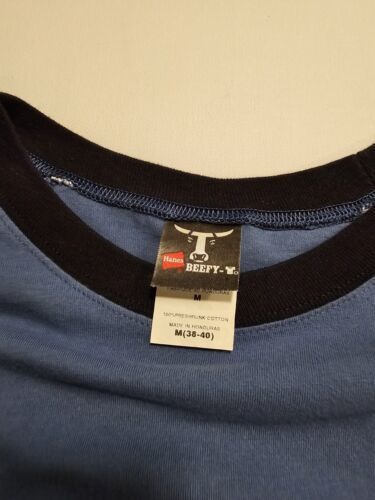 Hanes
BEEFY-T®
M
100% PRESHRUNK COTTON
MADE IN HONDURAS
M(38-40)